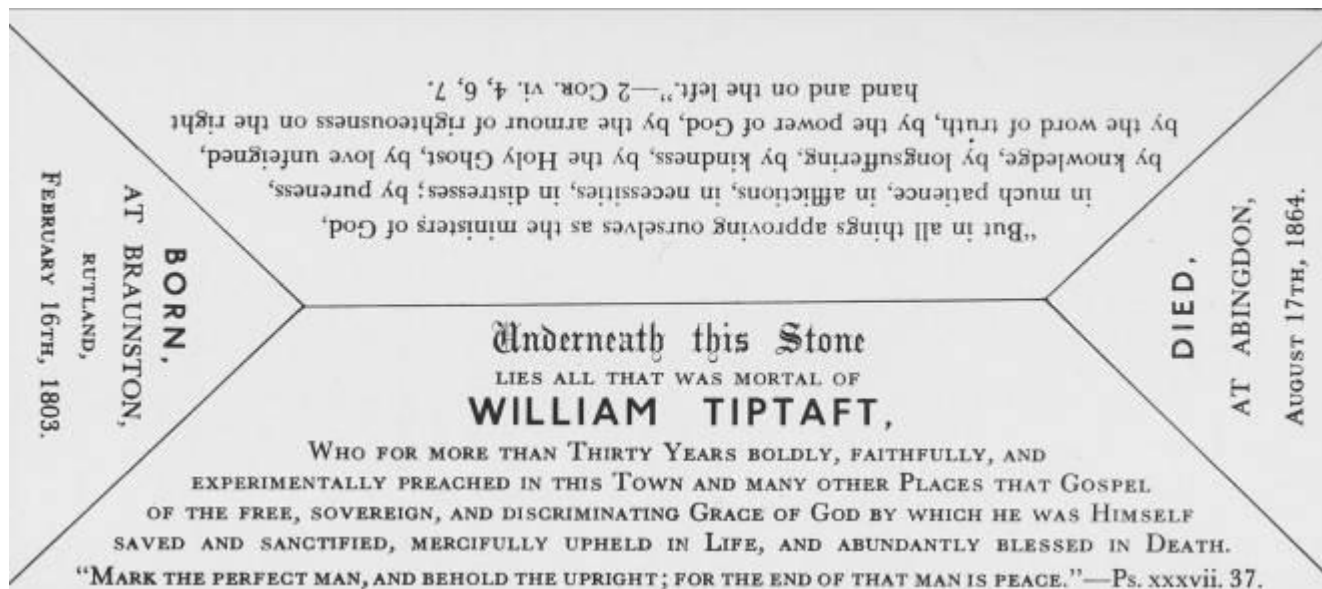 Underneath this Stone
LIES ALL THAT WAS MORTAL OF
WILLIAM TIPTAFT,
WHO FOR MORE THAN THIRTY YEARS BOLDLY, FAITHFULLY, AND
EXPERIMENTALLY PREACHED IN THIS TOWN AND MANY OTHER PLACES THAT GOSPEL
OF THE FREE, SOVEREIGN, AND DISCRIMINATING GRACE OF GOD BY WHICH HE WAS HIMSELF
SAVED AND SANCTIFIED, MERCIFULLY UPHELD IN LIFE, AND ABUNDANTLY BLESSED IN DEATH.
"MARK THE PERFECT MAN, AND BEHOLD THE UPRIGHT; FOR THE END OF THAT MAN IS PEACE."—Ps. xxxvii. 37.
BORN,
AT BRAUNSTON,
RUTLAND,
FEBRUARY 16TH, 1803.
"But in all things approving ourselves as the ministers of God,
in much patience, in afflictions, in necessities, in distresses; by pureness,
by knowledge, by longsuffering, by kindness, by the Holy Ghost, by love unfeigned,
by the word of truth, by the power of God, by the armour of righteousness on the right
hand and on the left."—2 COR. vi. 4, 6, 7.
DIED,
AT ABINGDON,
AUGUST 17TH, 1864.